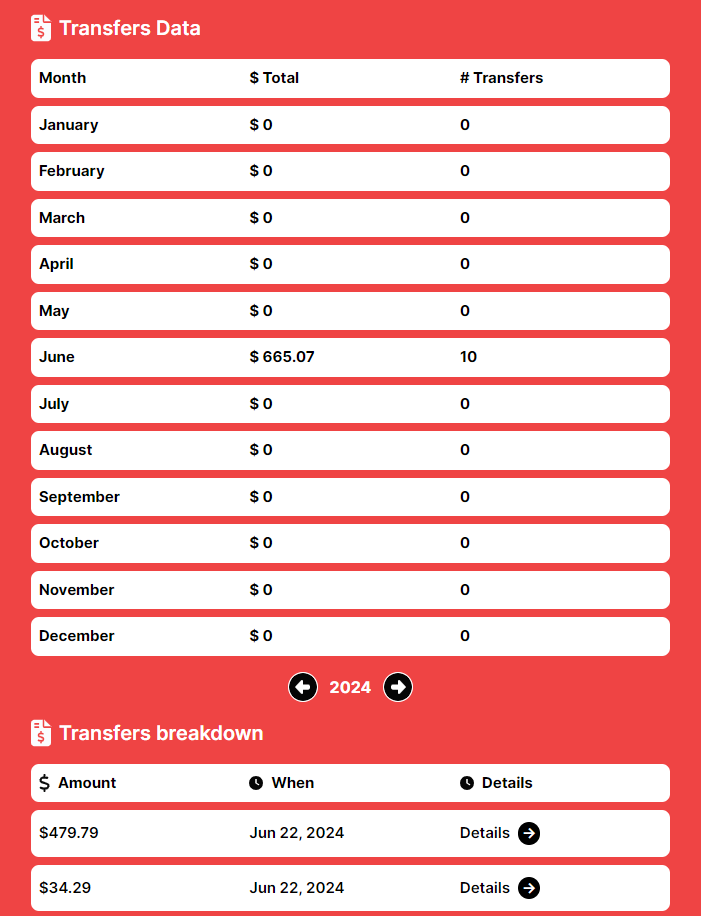 Transfers Data
Month $ Total # Transfers
January $ 0 0
February $ 0 0
March $ 0 0
April $ 0 0
May $ 0 0
June $ 665.07 10
July $ 0 0
August $ 0 0
September $ 0 0
October $ 0 0
November $ 0 0
December $ 0 0
2024
Transfers breakdown
$ Amount When Details
$479.79 Jun 22, 2024 Details
$34.29 Jun 22, 2024 Details